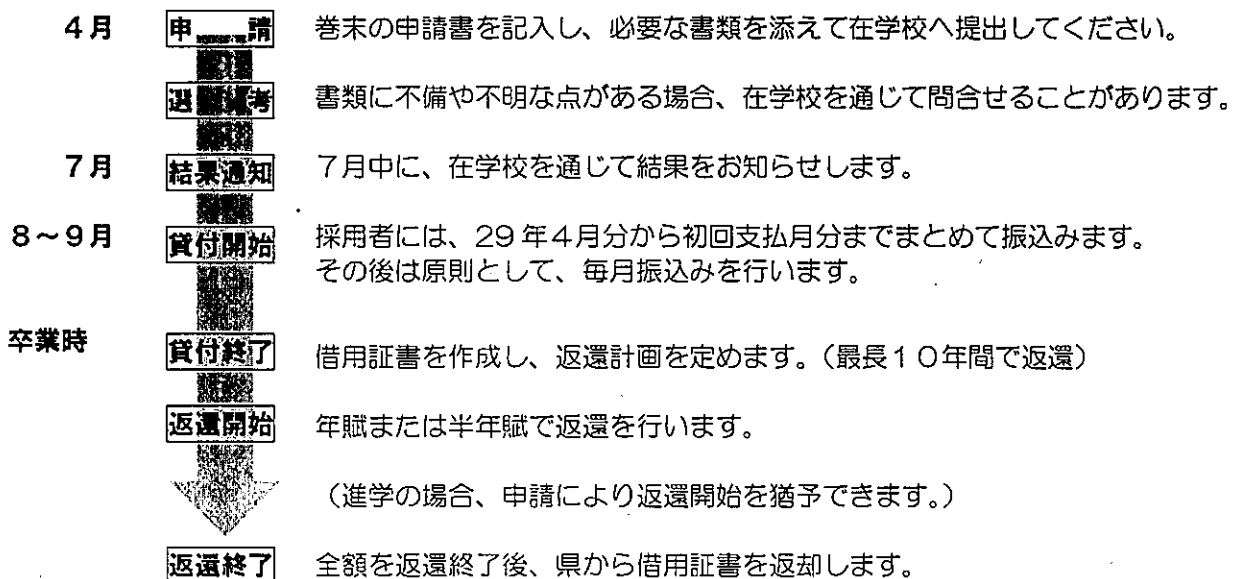 4月 申請 巻末の申請書を記入し、必要な書類を添えて在学校へ提出してください。
選考 書類に不備や不明な点がある場合、在学校を通じて問合せることがあります。
7月 結果通知 7月中に、在学校を通じて結果をお知らせします。
8～9月 貸付開始 採用者には、29年4月分から初回支払月分までまとめて振込みます。
その後は原則として、毎月振込みを行います。
卒業時 貸付終了 借用証書を作成し、返還計画を定めます。（最長10年間で返還）
返還開始 年賦または半年賦で返還を行います。
（進学の場合、申請により返還開始を猶予できます。）
返還終了 全額を返還終了後、県から借用証書を返却します。